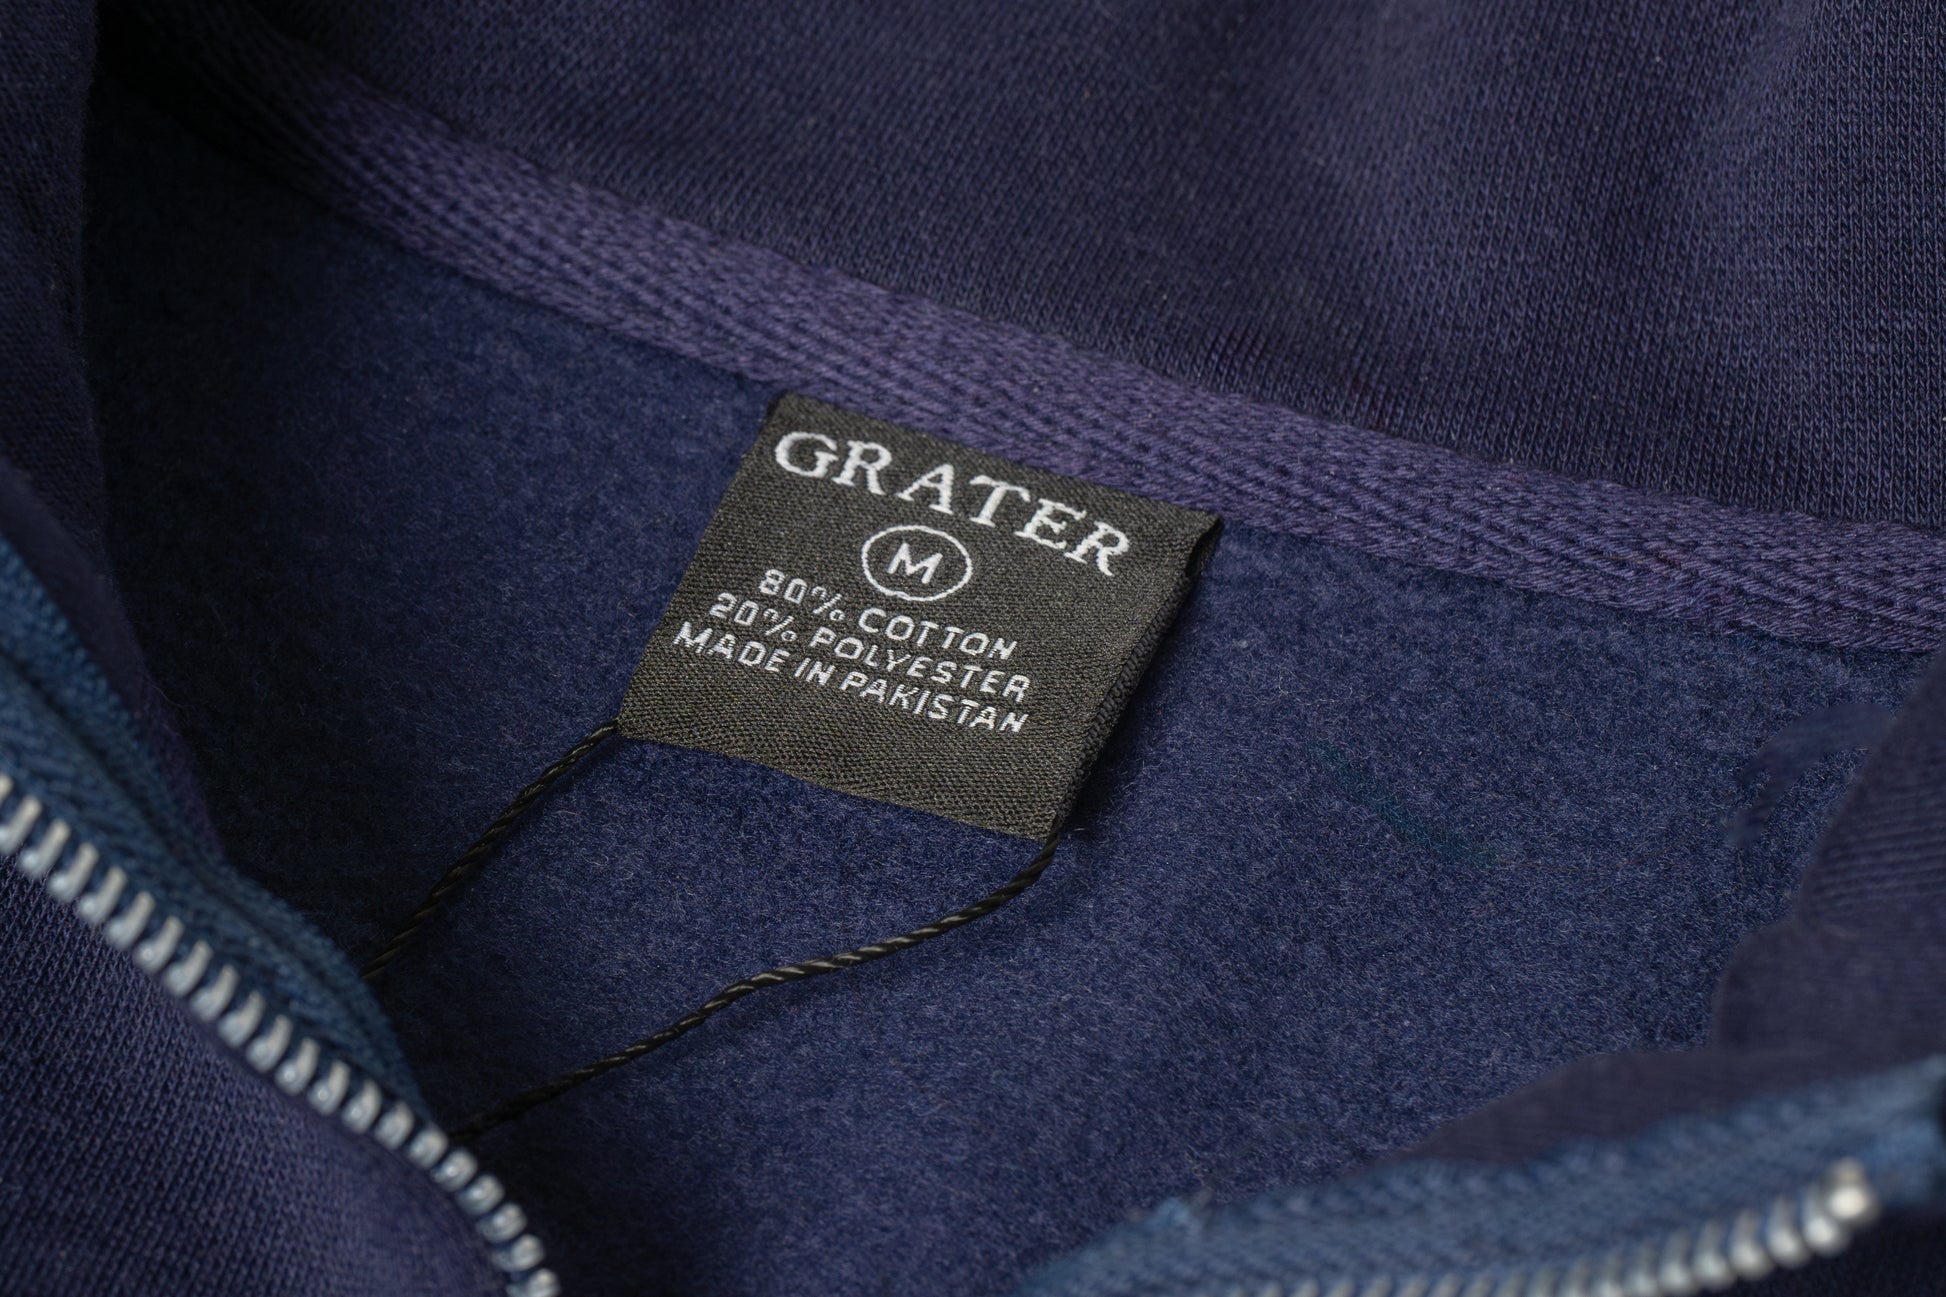 GRATER
M
80% COTTON
20% POLYESTER
MADE IN PAKISTAN